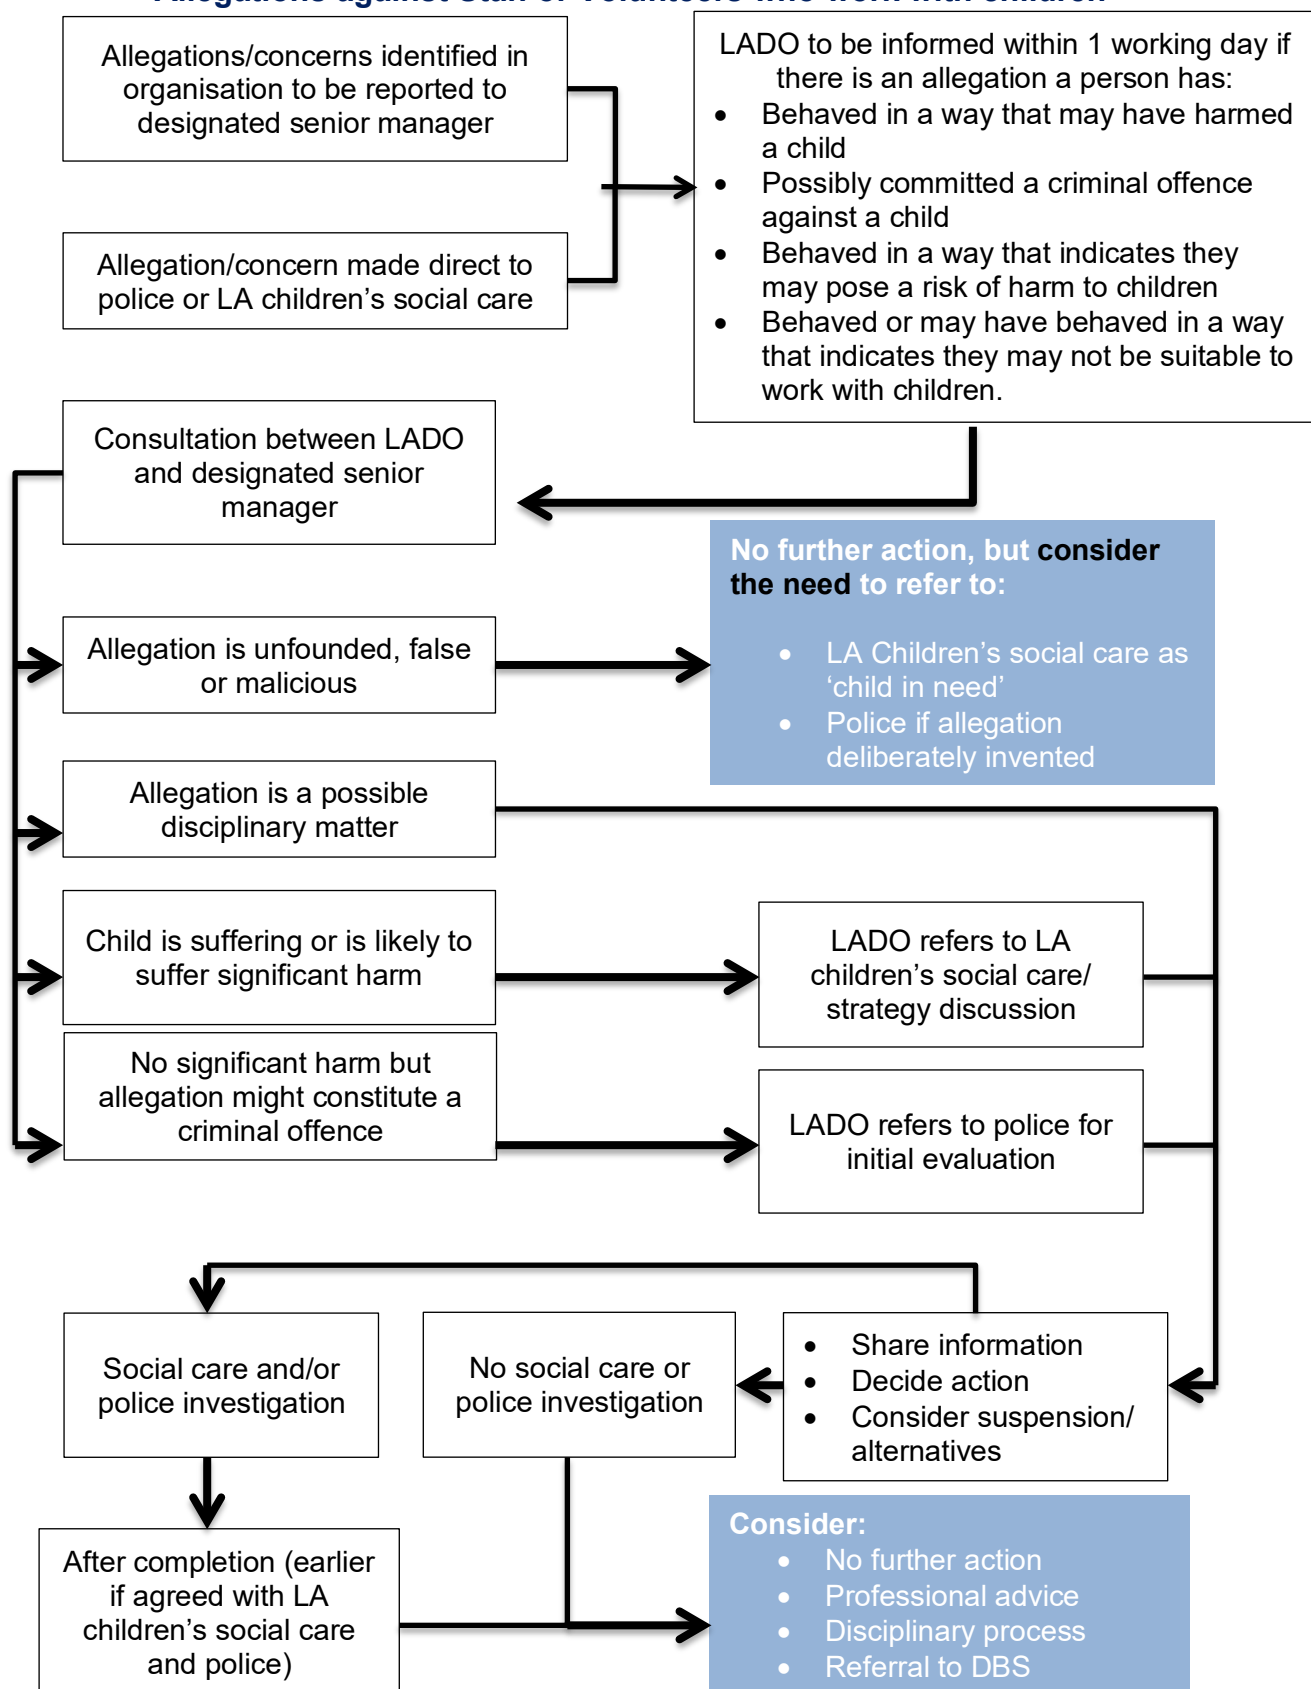 Allegations against Staff or Volunteers who work with children
Allegations/concerns identified in
organisation to be reported to
designated senior manager
Allegation/concern made direct to
police or LA children’s social care
LADO to be informed within 1 working day if
there is an allegation a person has:
• Behaved in a way that may have harmed
a child
• Possibly committed a criminal offence
against a child
• Behaved in a way that indicates they
may pose a risk of harm to children
• Behaved or may have behaved in a way
that indicates they may not be suitable to
work with children.
Consultation between LADO
and designated senior
manager
No further action, but consider
the need to refer to:
• LA Children’s social care as
‘child in need’
• Police if allegation
deliberately invented
Allegation is unfounded, false
or malicious
Allegation is a possible
disciplinary matter
Child is suffering or is likely to
suffer significant harm
LADO refers to LA
children’s social care/
strategy discussion
No significant harm but
allegation might constitute a
criminal offence
LADO refers to police for
initial evaluation
Social care and/or
police investigation
No social care or
police investigation
• Share information
• Decide action
• Consider suspension/
alternatives
After completion (earlier
if agreed with LA
children’s social care
and police)
Consider:
• No further action
• Professional advice
• Disciplinary process
• Referral to DBS